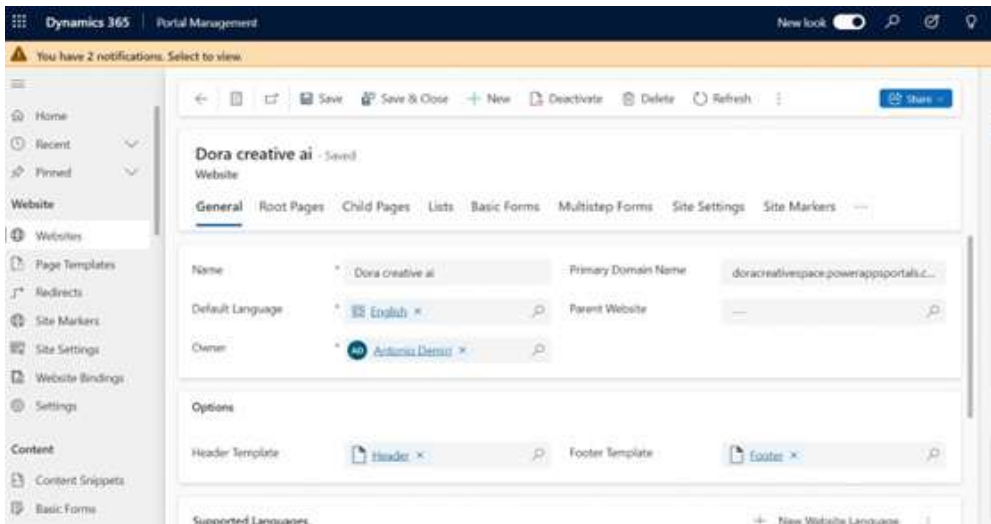 Dynamics 365 Portal Management New look
You have 2 notifications. Select to view.
Save Save & Close New Deactivate Delete Refresh Share
Home
Recent
Pinned
Website
Websites
Page Templates
Redirects
Site Markers
Site Settings
Website Bindings
Settings
Content
Content Snippets
Basic Forms
Dora creative ai - Saved
Website
General Root Pages Child Pages Lists Basic Forms Multistep Forms Site Settings Site Markers ...
Name * Dora creative ai
Primary Domain Name doracreativespace.powerappsportals.c...
Default Language * English ×
Parent Website ---
Owner * AD Antonio ×
Options
Header Template Header ×
Footer Template Footer ×
Supported Languages
+ New Website Language